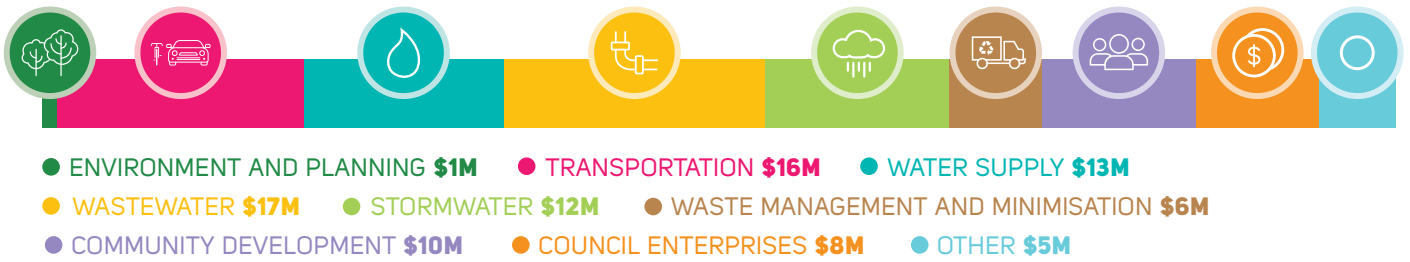 $
ENVIRONMENT AND PLANNING $1M TRANSPORTATION $16M WATER SUPPLY $13M
WASTEWATER $17M STORMWATER $12M WASTE MANAGEMENT AND MINIMISATION $6M
COMMUNITY DEVELOPMENT $10M COUNCIL ENTERPRISES $8M OTHER $5M